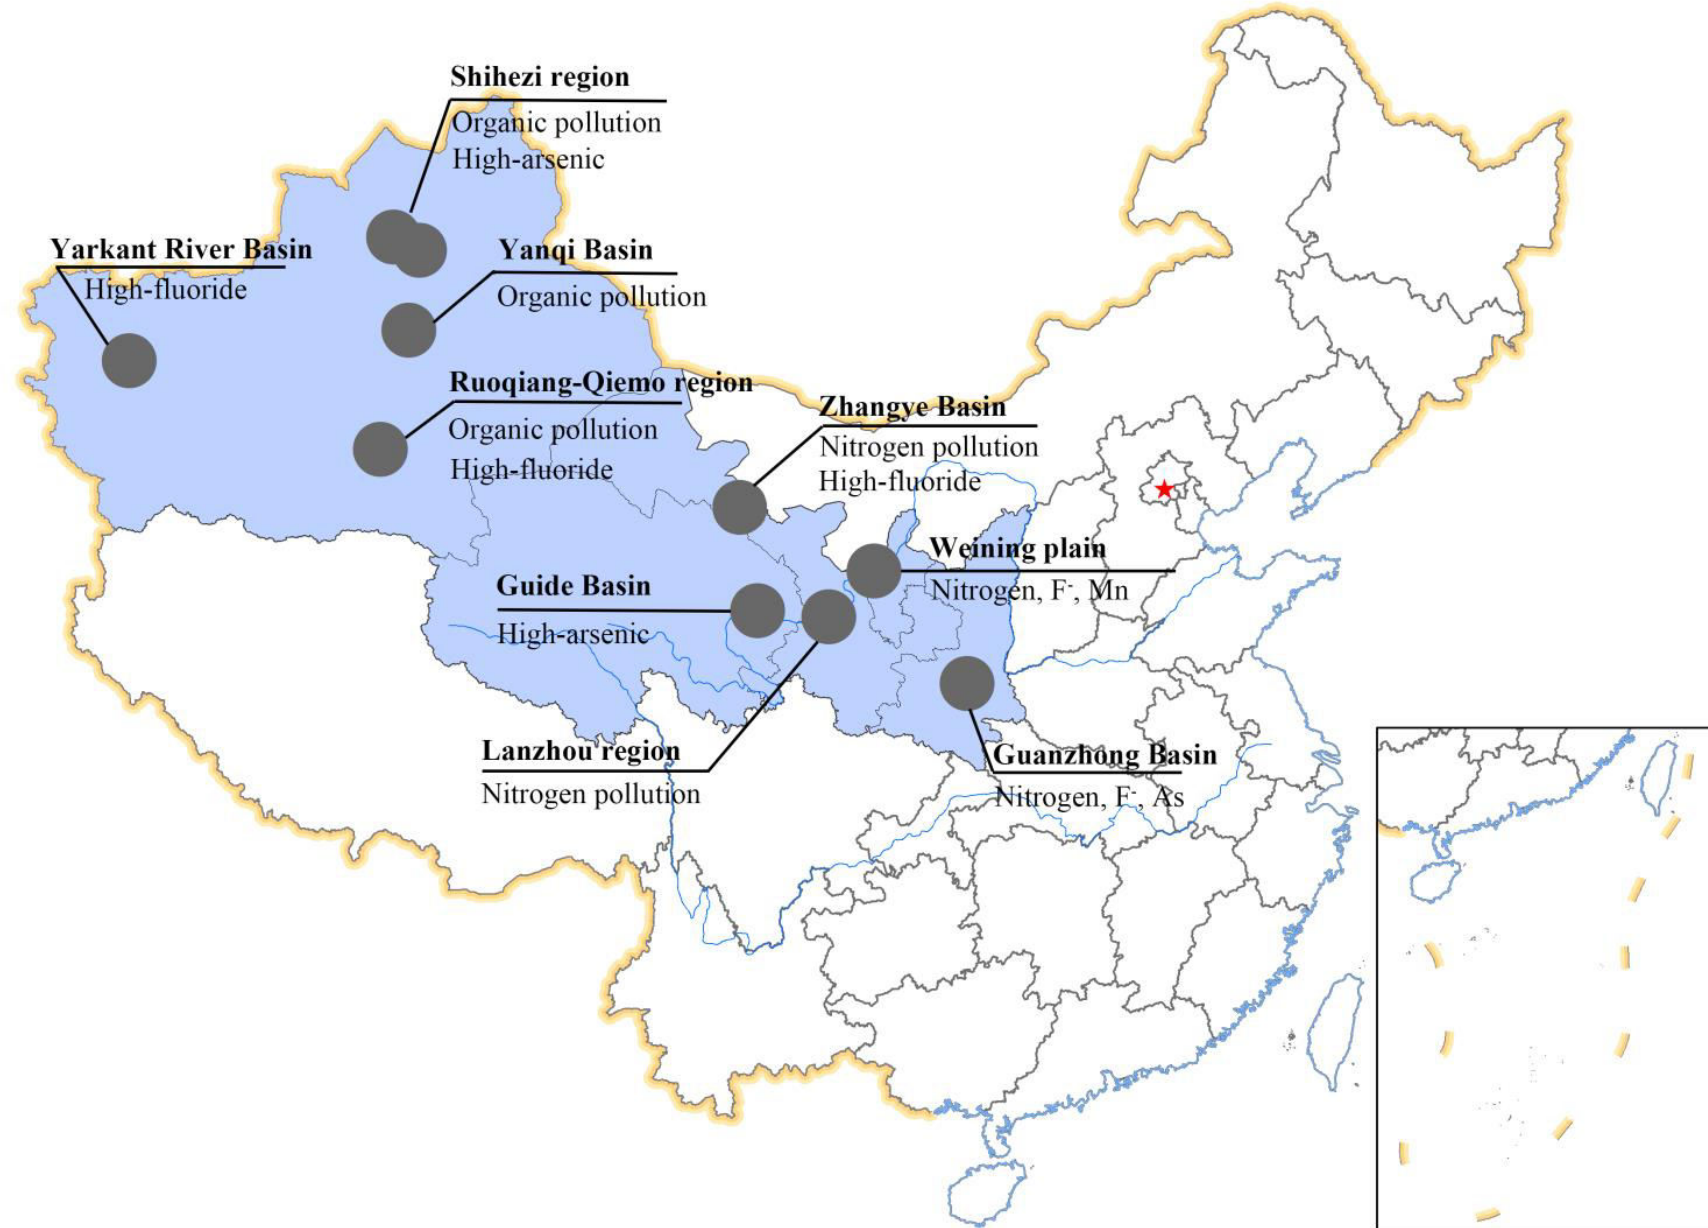 Shihezi region
Organic pollution
High-arsenic
Yarkant River Basin
High-fluoride
Yanqi Basin
Organic pollution
Ruoqiang-Qiemo region
Organic pollution
High-fluoride
Zhangye Basin
Nitrogen pollution
High-fluoride
Weining plain
Nitrogen, F⁻, Mn
Guide Basin
High-arsenic
Lanzhou region
Nitrogen pollution
Guanzhong Basin
Nitrogen, F⁻, As